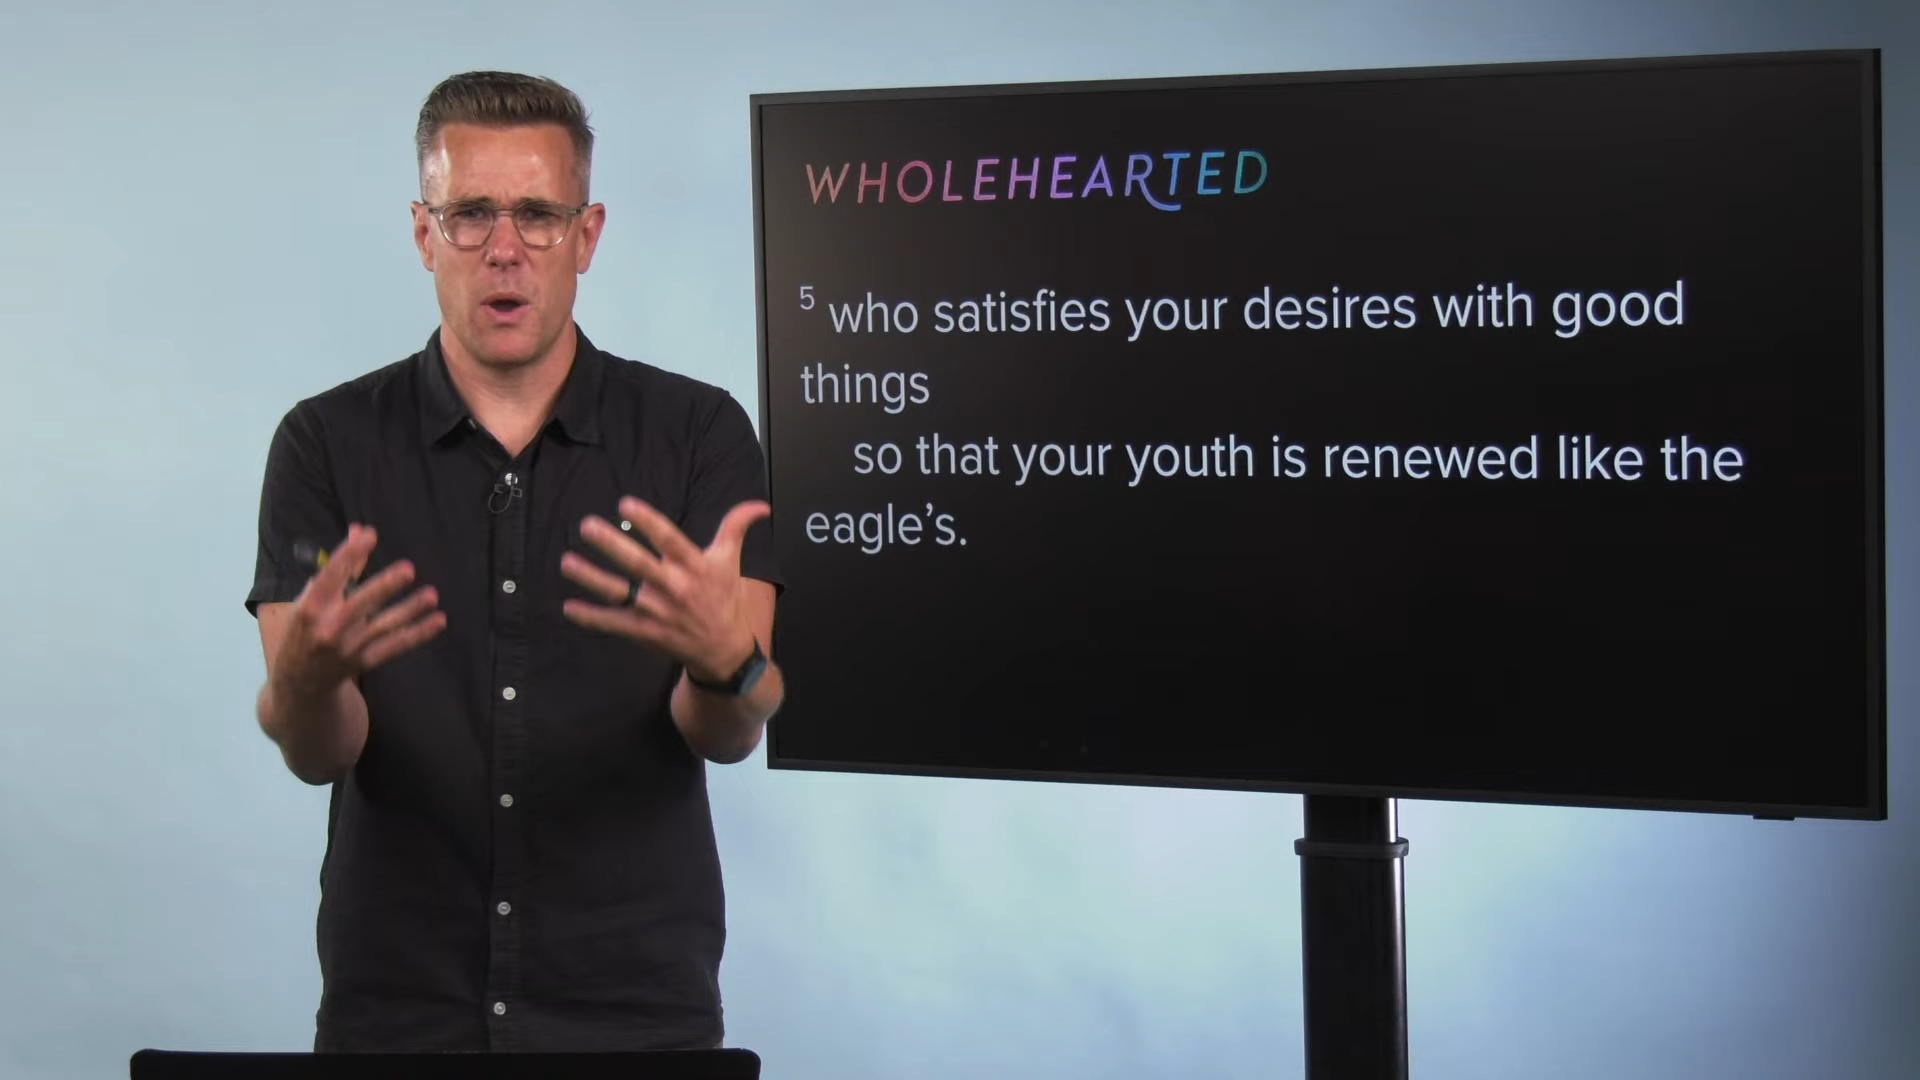 WHOLEHEARTED
5 who satisfies your desires with good
things
so that your youth is renewed like the
eagle’s.